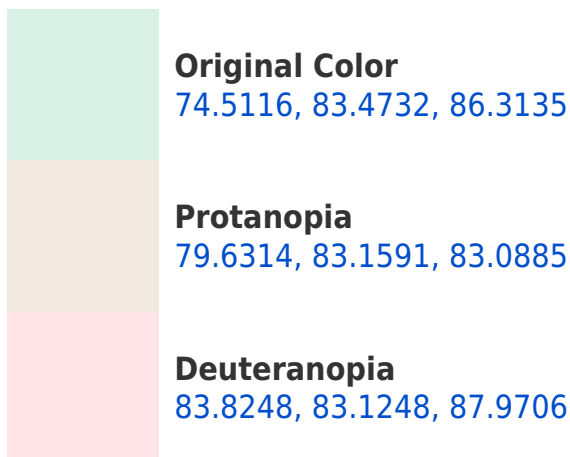 Original Color
74.5116, 83.4732, 86.3135
Protanopia
79.6314, 83.1591, 83.0885
Deuteranopia
83.8248, 83.1248, 87.9706